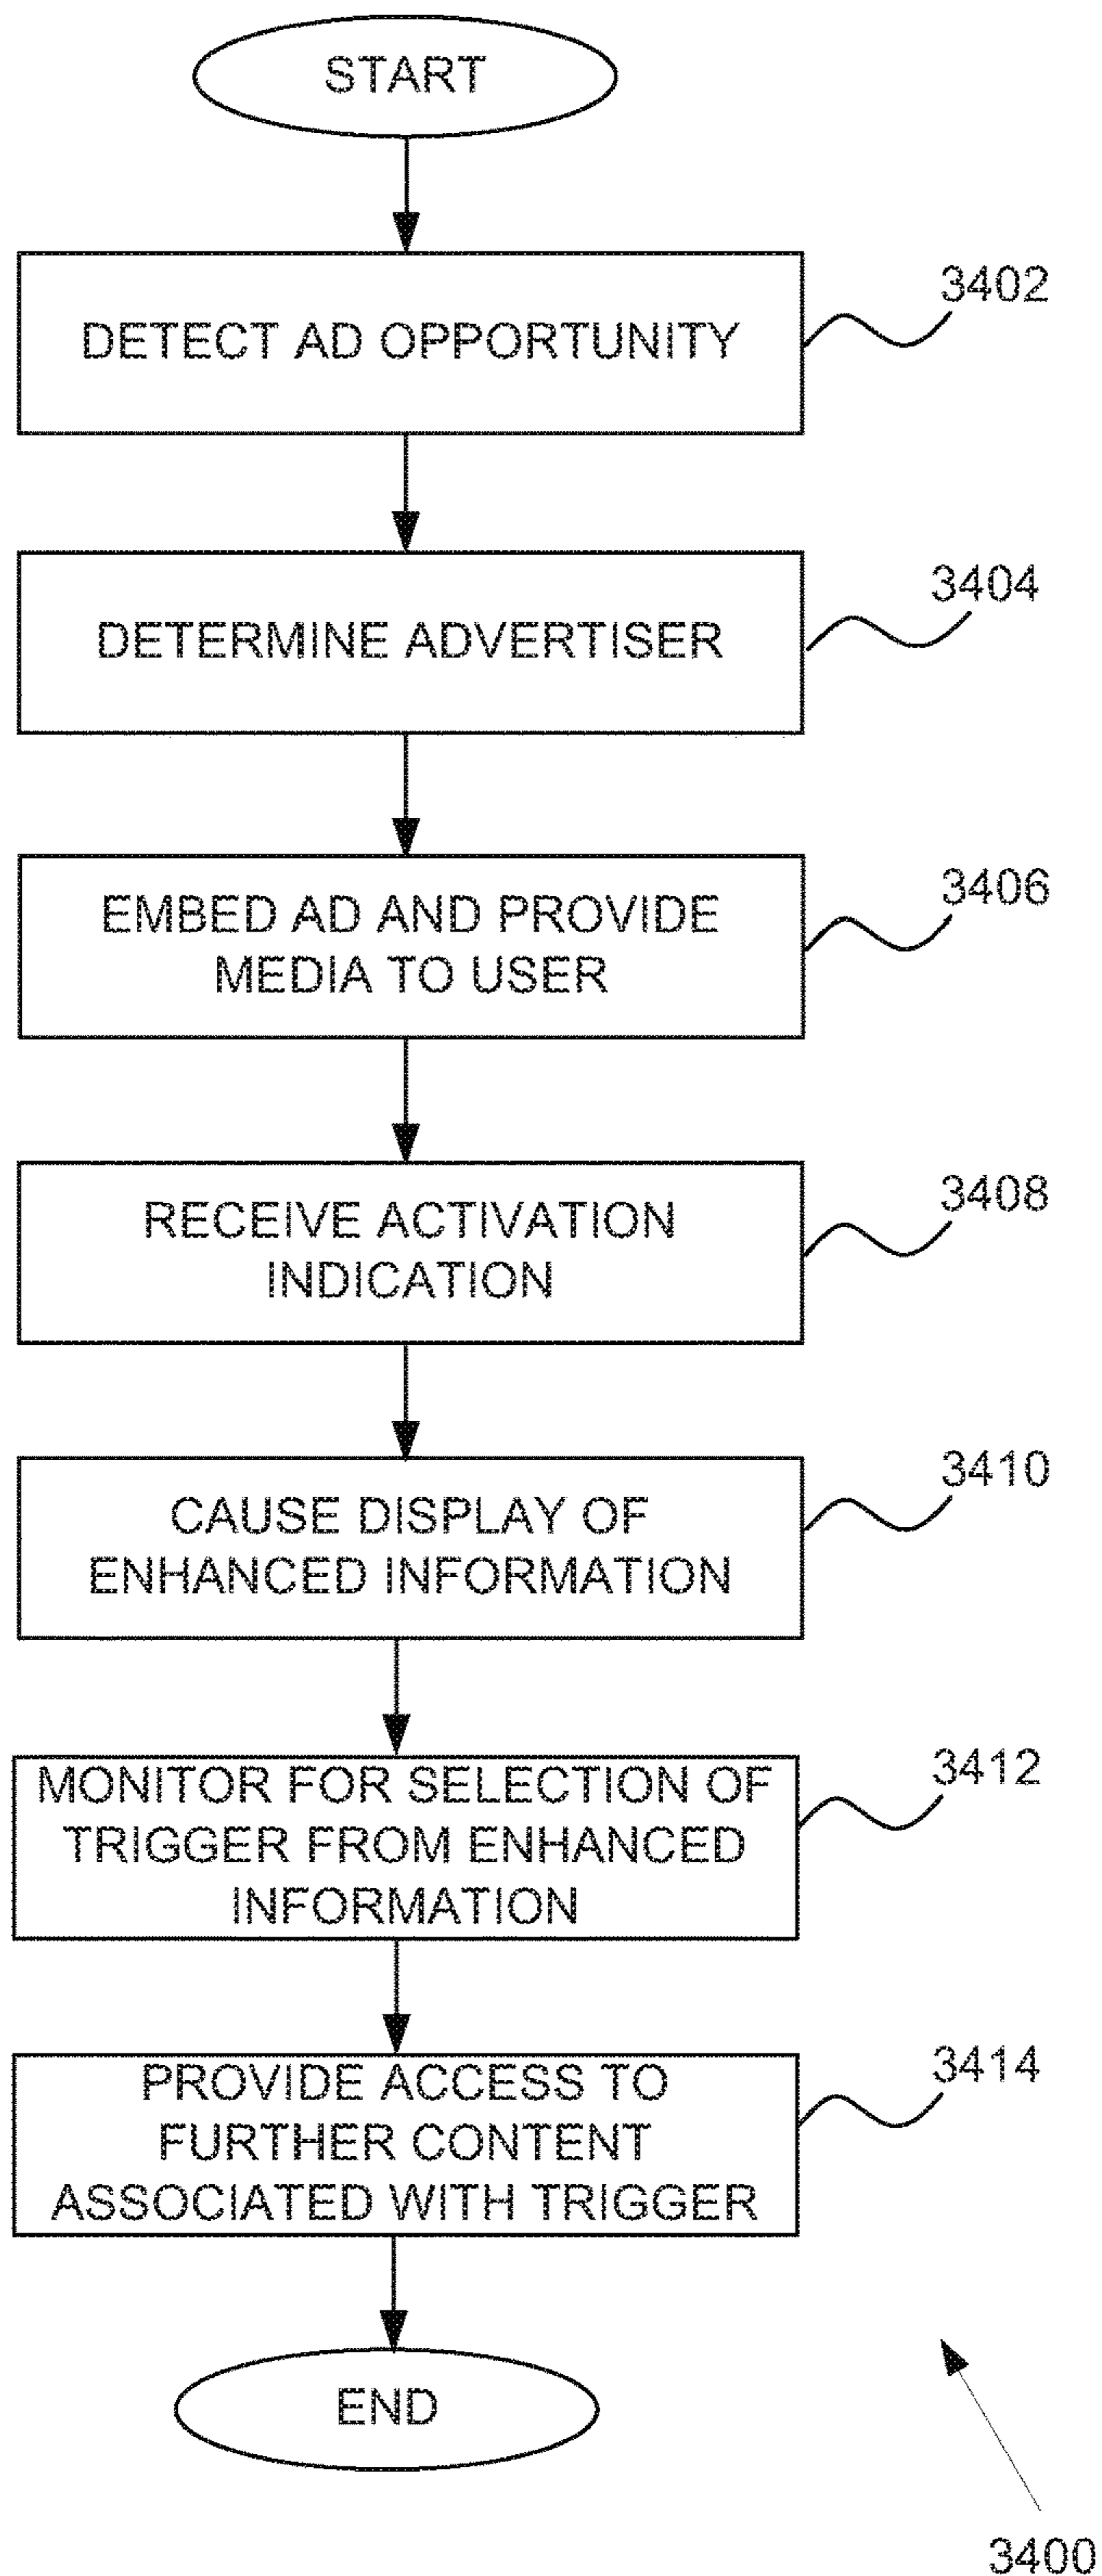 START
DETECT AD OPPORTUNITY
3402
DETERMINE ADVERTISER
3404
EMBED AD AND PROVIDE
MEDIA TO USER
3406
RECEIVE ACTIVATION
INDICATION
3408
CAUSE DISPLAY OF
ENHANCED INFORMATION
3410
MONITOR FOR SELECTION OF
TRIGGER FROM ENHANCED
INFORMATION
3412
PROVIDE ACCESS TO
FURTHER CONTENT
ASSOCIATED WITH TRIGGER
3414
END
3400